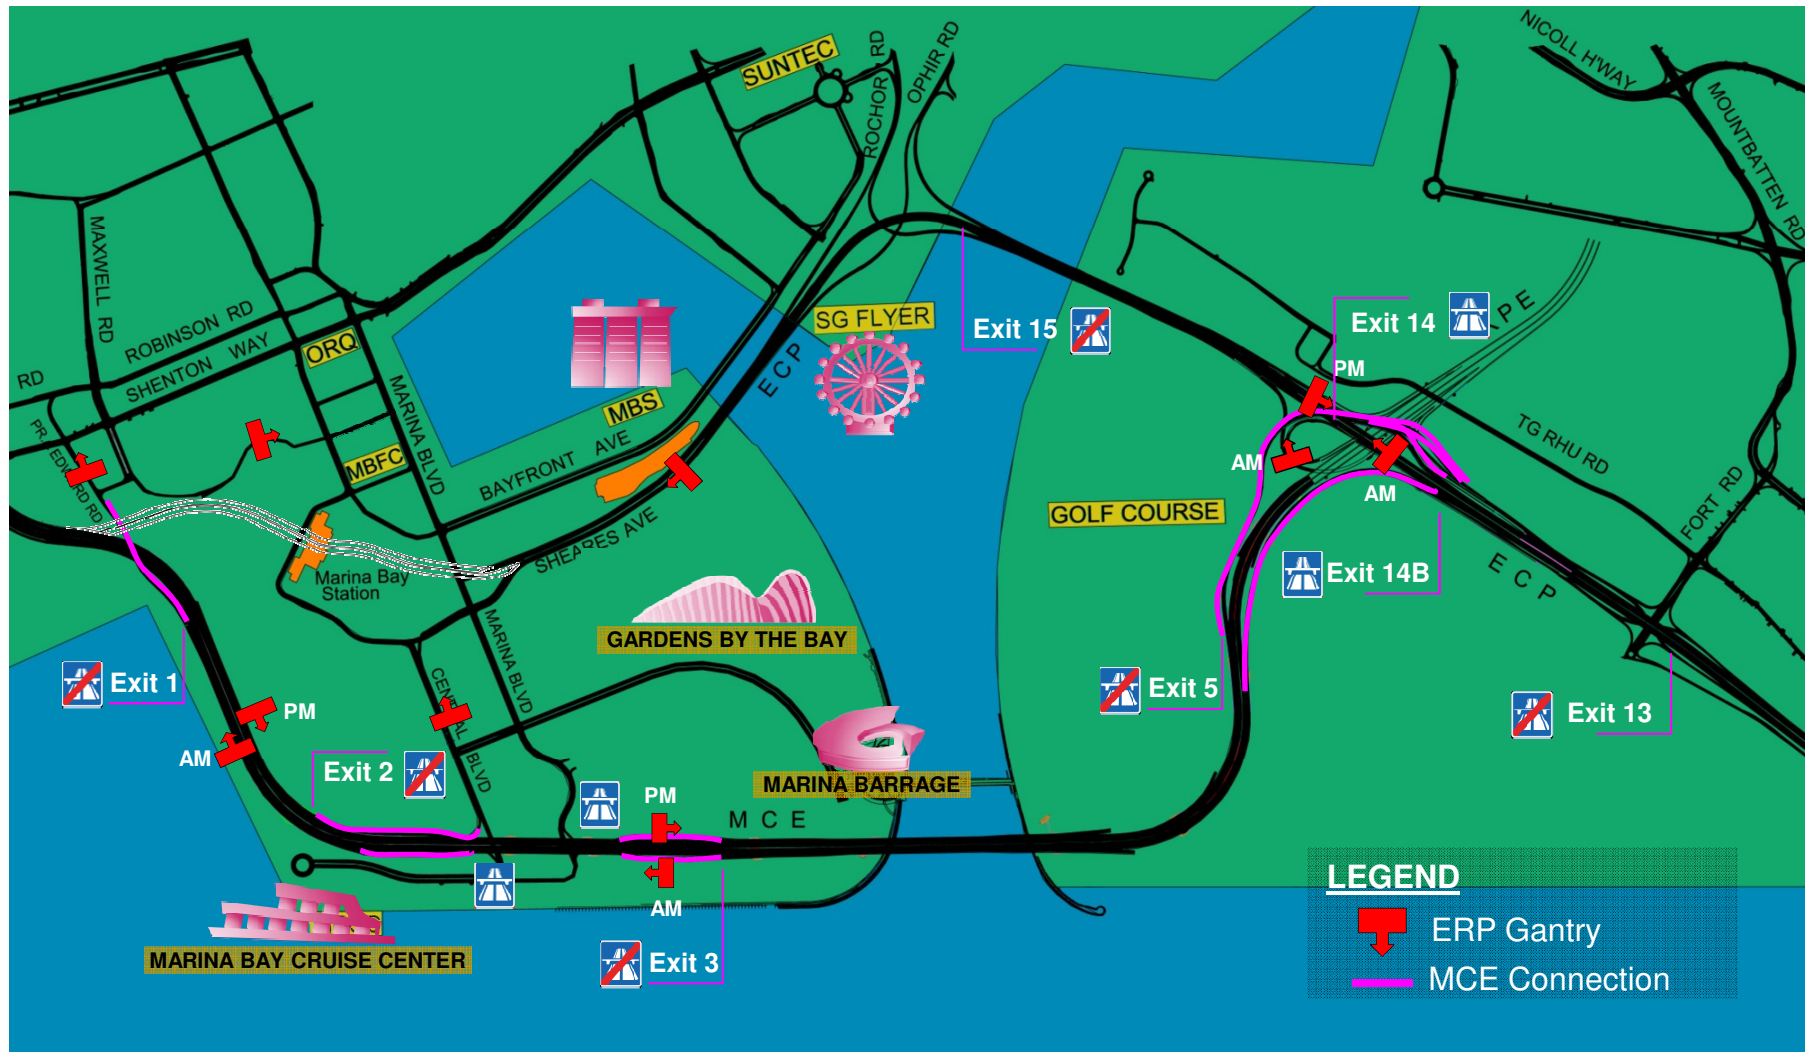 SUNTEC
ROCHOR RD
OPHIR RD
NICOLL H'WAY
MOUNTBATTEN RD
MAXWELL RD
ROBINSON RD
SHENTON WAY
ORQ
RD
SG FLYER
Exit 15
Exit 14
PM
ECP
MBS
MARINA BLVD
BAYFRONT AVE
MBFC
PR. EDWARD RD
AM
AM
TG RHU RD
FORT RD
GOLF COURSE
SHEARES AVE
ECP
Exit 14B
Marina Bay
Station
GARDENS BY THE BAY
MARINA BLVD
CENTRAL BLVD
Exit 1
Exit 5
Exit 13
PM
AM
Exit 2
MARINA BARRAGE
PM
MCE
AM
MARINA BAY CRUISE CENTER
Exit 3
LEGEND
ERP Gantry
MCE Connection